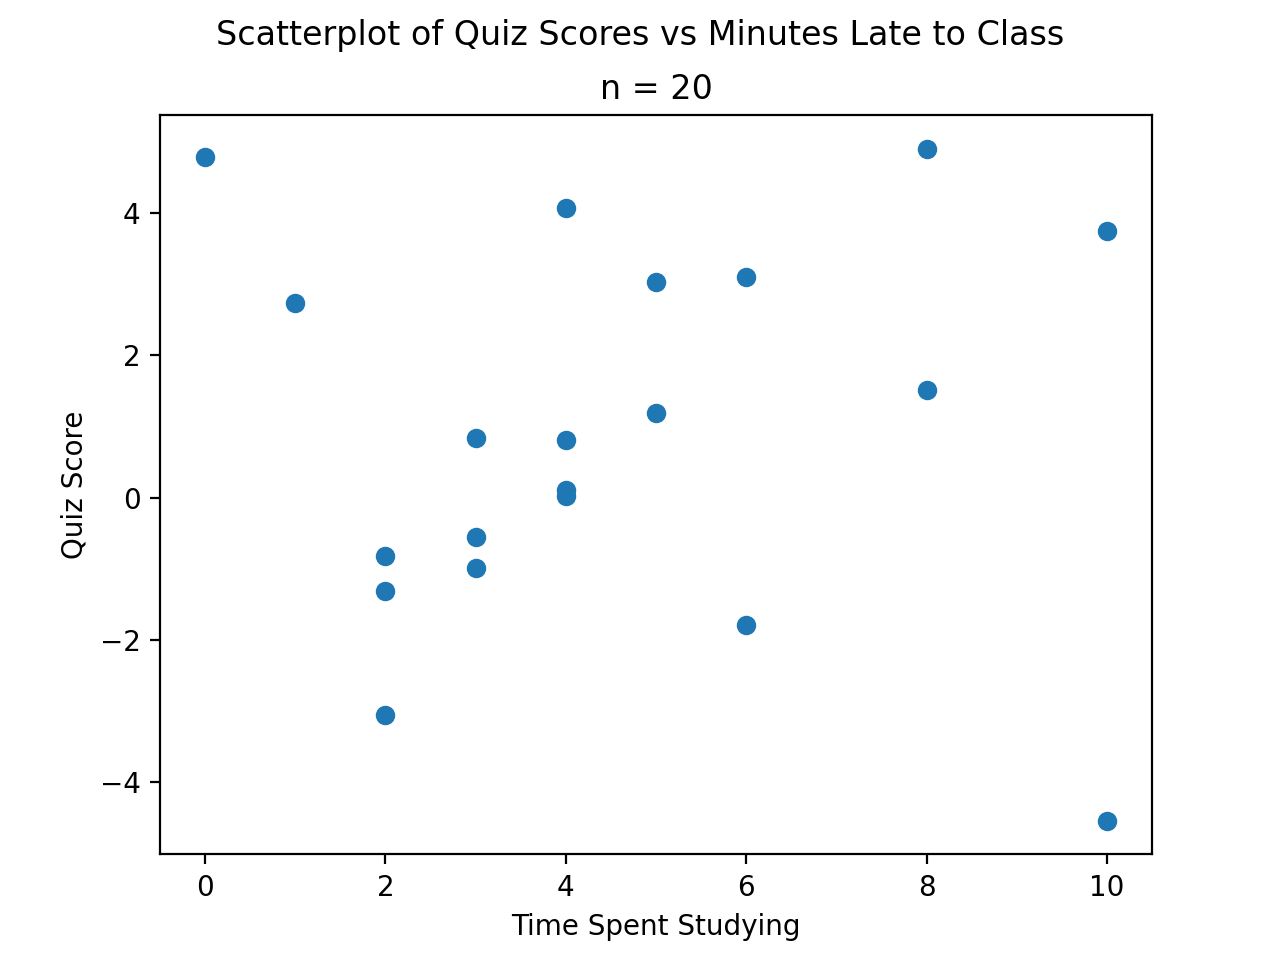 Scatterplot of Quiz Scores vs Minutes Late to Class
n = 20
4
2
0
−2
−4
Quiz Score
0 2 4 6 8 10
Time Spent Studying